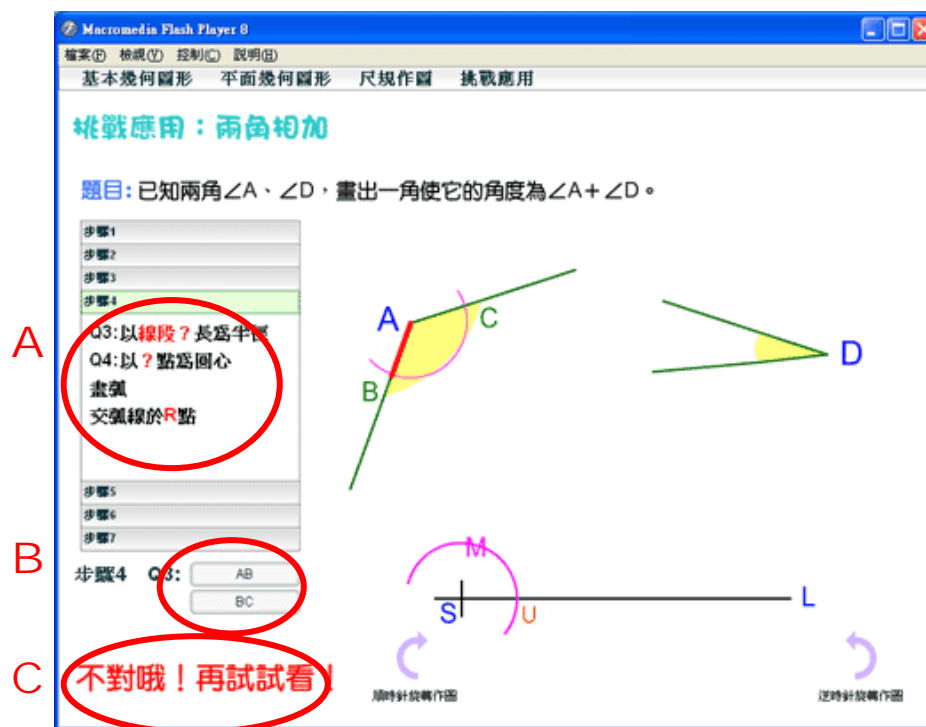 Macromedia Flash Player 8
檔案(F) 檢視(V) 控制(C) 說明(H)
基本幾何圖形 平面幾何圖形 尺規作圖 挑戰應用
挑戰應用：兩角相加
題目: 已知兩角∠A、∠D，畫出一角使它的角度為∠A+∠D。
步驟1
步驟2
步驟3
步驟4
A
Q3:以線段？長為半徑
Q4:以？點為圓心
畫弧
交弧線於R點
步驟5
步驟6
步驟7
B
步驟4 Q3:
AB
BC
C
不對哦！再試試看！
A
C
B
D
M
S
U
L
順時針旋轉作圖
逆時針旋轉作圖